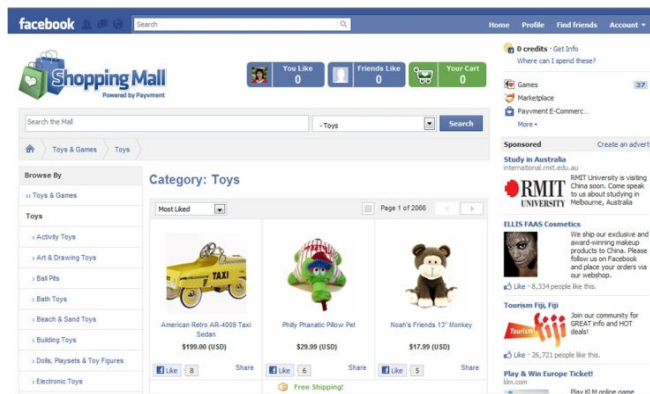 facebook
Search
Home Profile Find friends Account
Shopping Mall
Powered by Payvment
You Like
0
Friends Like
0
Your Cart
0
Search the Mall
- Toys
Search
Toys & Games
Toys
Browse By
‹‹ Toys & Games
Toys
› Activity Toys
› Art & Drawing Toys
› Ball Pits
› Bath Toys
› Beach & Sand Toys
› Building Toys
› Dolls, Playsets & Toy Figures
› Electronic Toys
Category: Toys
Most Liked
Page 1 of 2066
TAXI
American Retro AR-4009 Taxi
Sedan
$199.00 (USD)
Like 8 Share
Philly Phanatic Pillow Pet
$29.99 (USD)
Like 6 Share
Free Shipping!
Noah's Friends 13" Monkey
$17.99 (USD)
Like 5 Share
0 credits · Get Info
Where can I spend these?
Games 37
Marketplace
Payvment E-Commerc...
More
Sponsored Create an advert
Study in Australia
international.rmit.edu.au
RMIT
UNIVERSITY
RMIT University is visiting
China soon. Come speak
to us about studying in
Melbourne, Australia
ELLIS FAAS Cosmetics
We ship our exclusive and
award-winning makeup
products to China. Please
follow us on Facebook
and place your orders via
our webshop.
Like · 8,334 people like this.
Tourism Fiji, Fiji
Tourism fiji
Join our community for
GREAT info and HOT
deals!
Like · 26,721 people like this.
Play & Win Europe Ticket!
klm.com
Play KLM online game